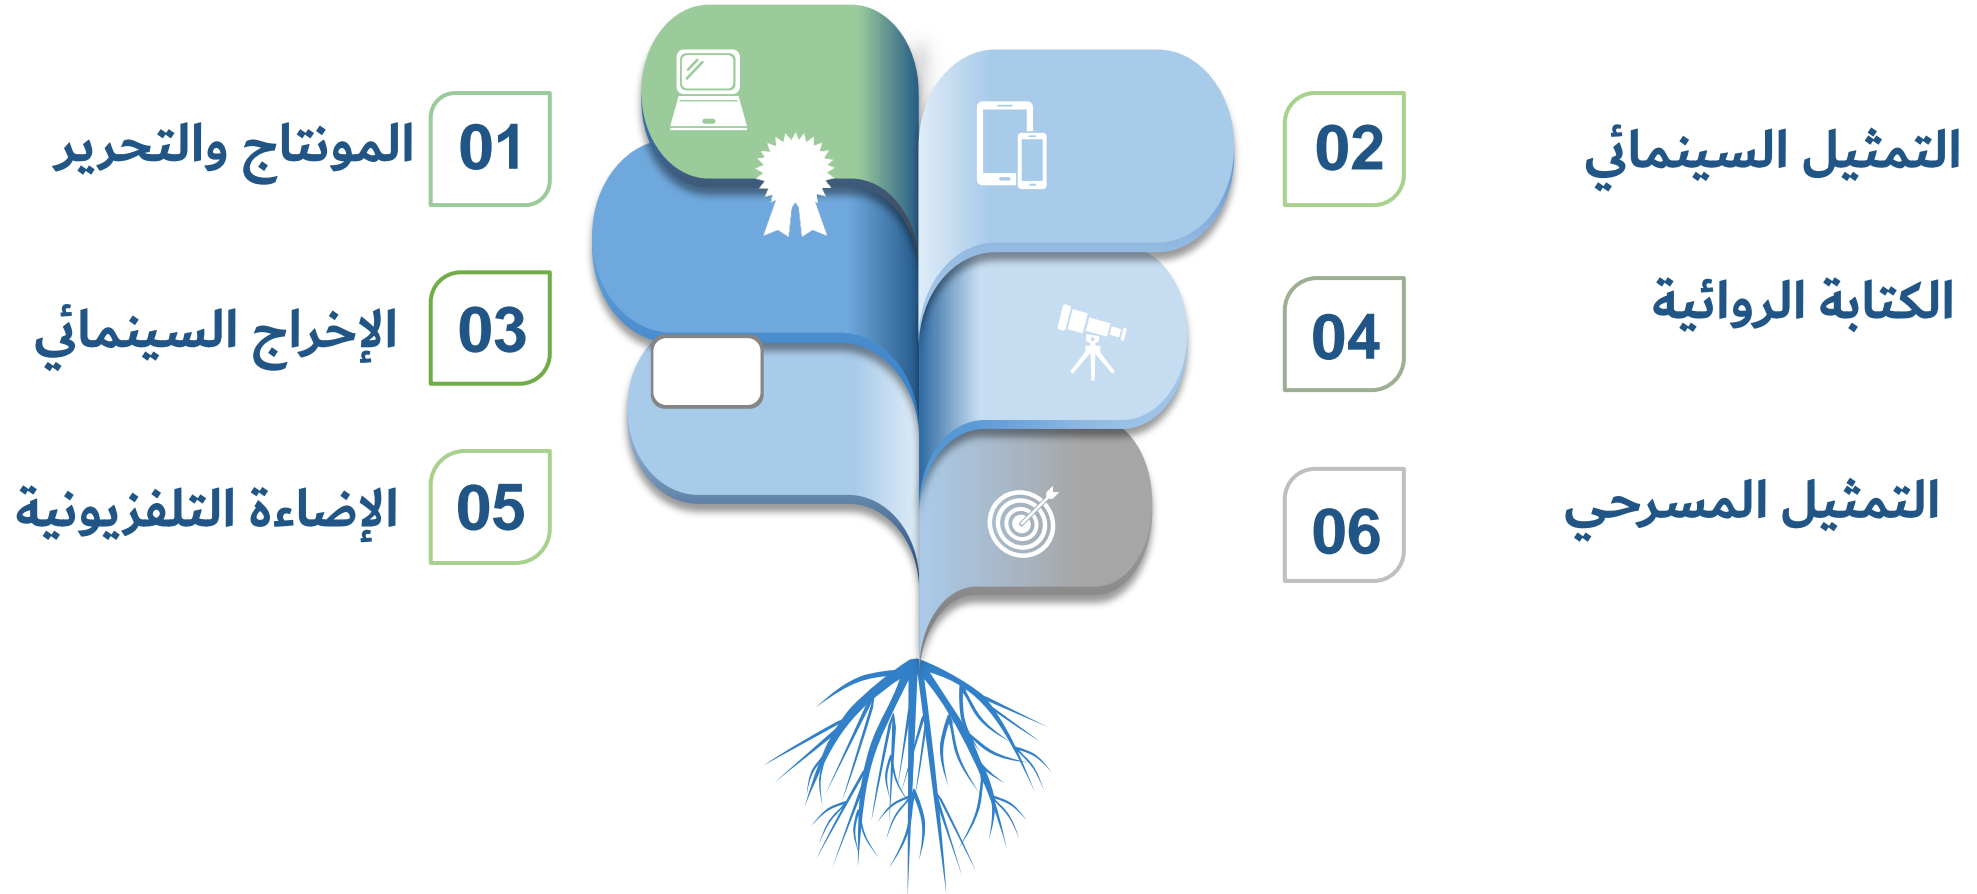 01
المونتاج والتحرير
02
التمثيل السينمائي
03
الإخراج السينمائي
04
الكتابة الروائية
05
الإضاءة التلفزيونية
06
التمثيل المسرحي